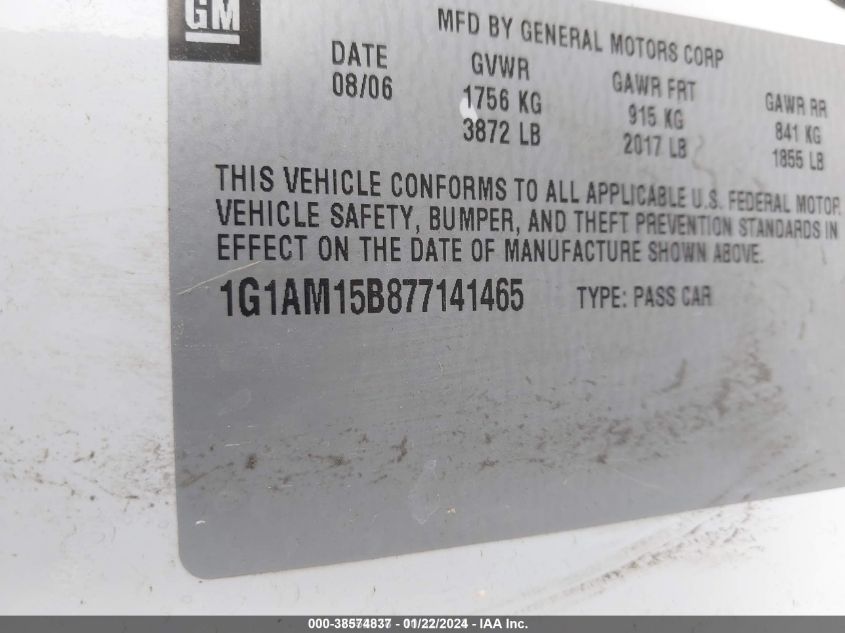 GM
MFD BY GENERAL MOTORS CORP
DATE GVWR GAWR FRT GAWR RR
08/06 1756 KG 915 KG 841 KG
3872 LB 2017 LB 1855 LB
THIS VEHICLE CONFORMS TO ALL APPLICABLE U.S. FEDERAL MOTOR
VEHICLE SAFETY, BUMPER, AND THEFT PREVENTION STANDARDS IN
EFFECT ON THE DATE OF MANUFACTURE SHOWN ABOVE.
1G1AM15B877141465 TYPE: PASS CAR
000-38574837 - 01/22/2024 - IAA Inc.